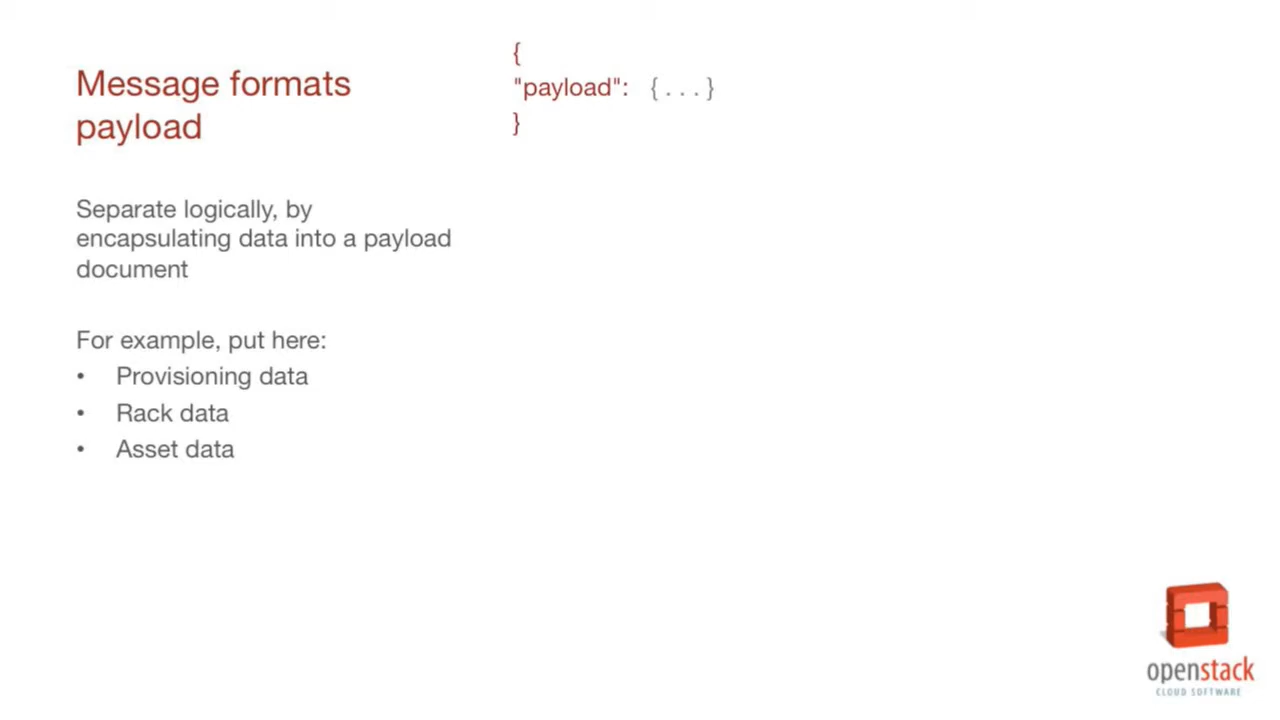 Message formats
payload
Separate logically, by
encapsulating data into a payload
document
For example, put here:
• Provisioning data
• Rack data
• Asset data
{
"payload": {...}
}
openstack
CLOUD SOFTWARE